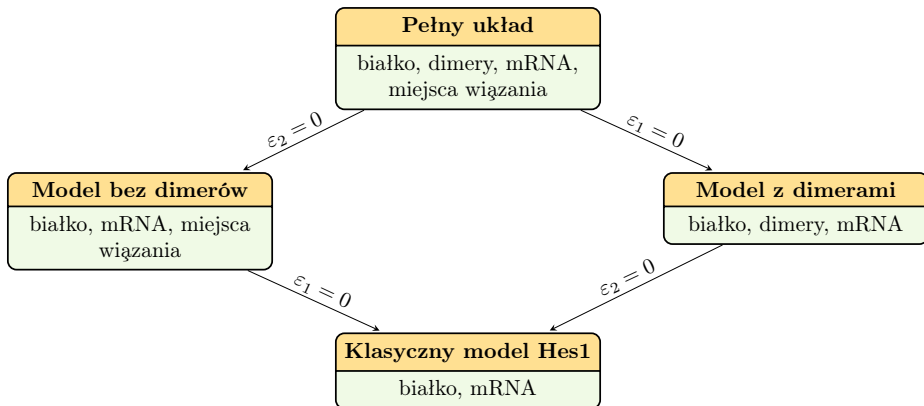 Pełny układ
białko, dimery, mRNA,
miejsca wiązania
ε₂ = 0
ε₁ = 0
Model bez dimerów
białko, mRNA, miejsca
wiązania
Model z dimerami
białko, dimery, mRNA
ε₁ = 0
ε₂ = 0
Klasyczny model Hes1
białko, mRNA